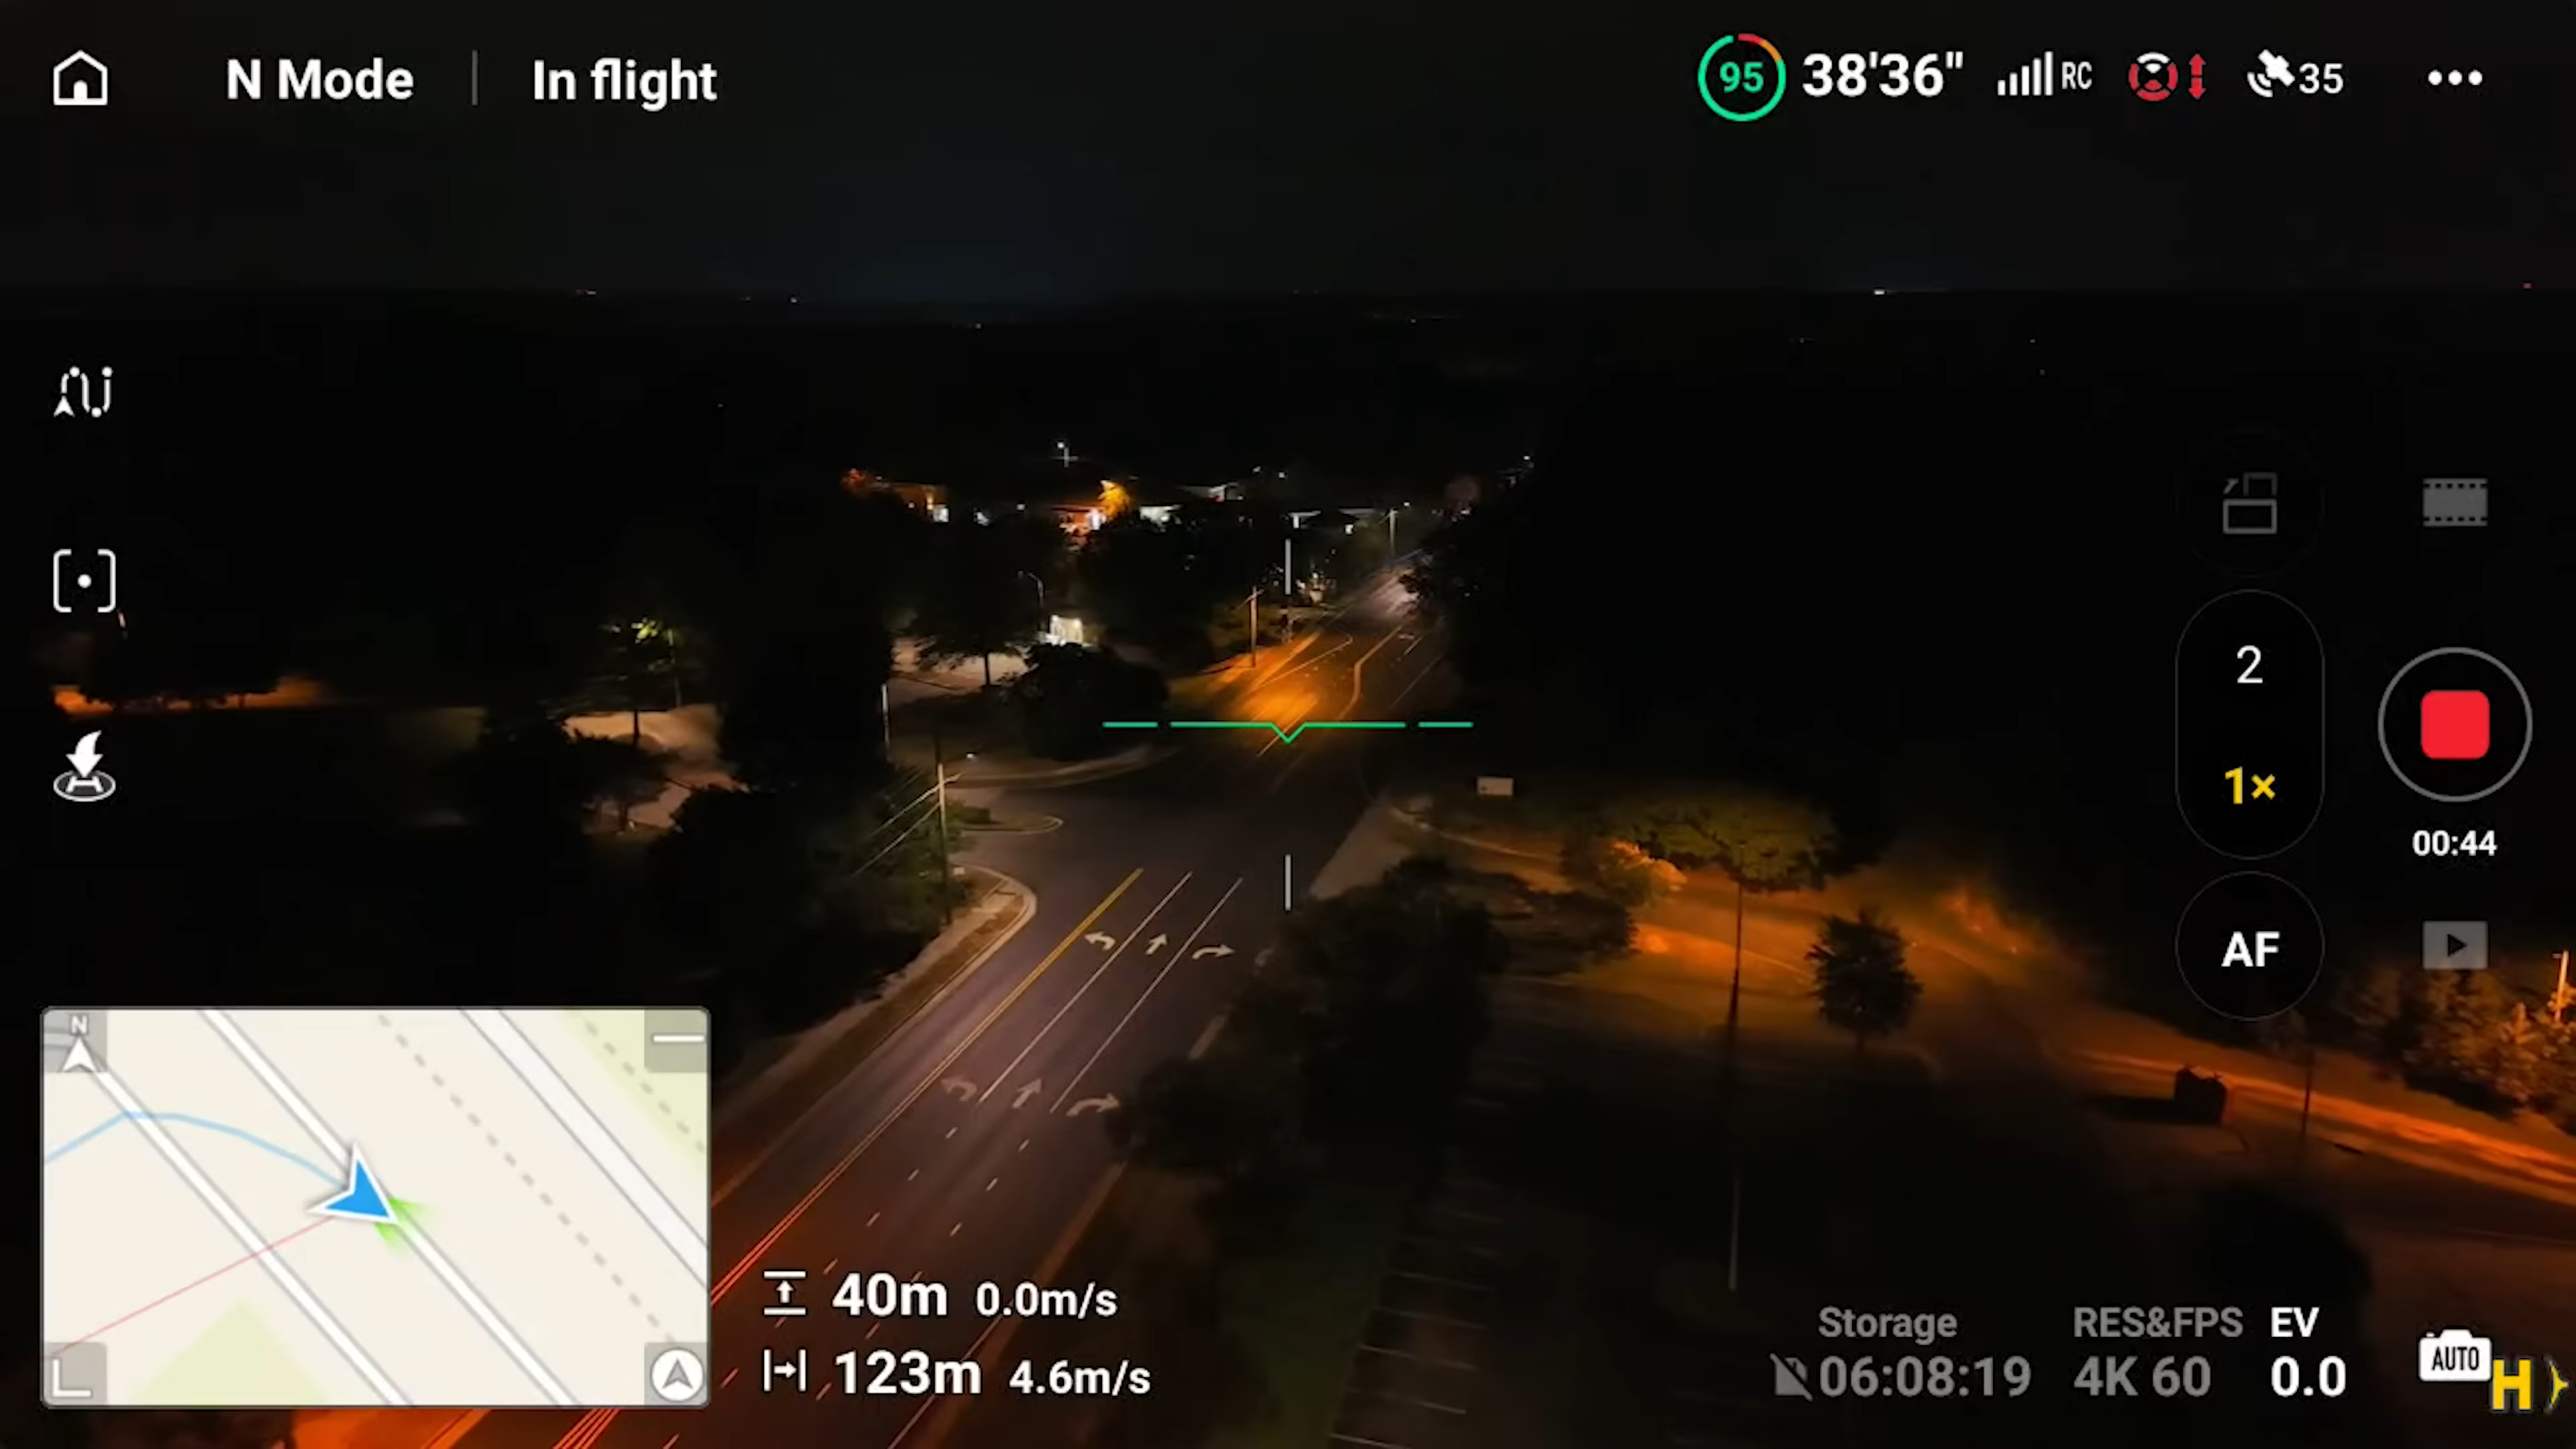 N Mode
In flight
95
38'36"
RC
35
2
1×
00:44
AF
N
40m 0.0m/s
123m 4.6m/s
Storage
06:08:19
RES&FPS
4K 60
EV
0.0
AUTO
H